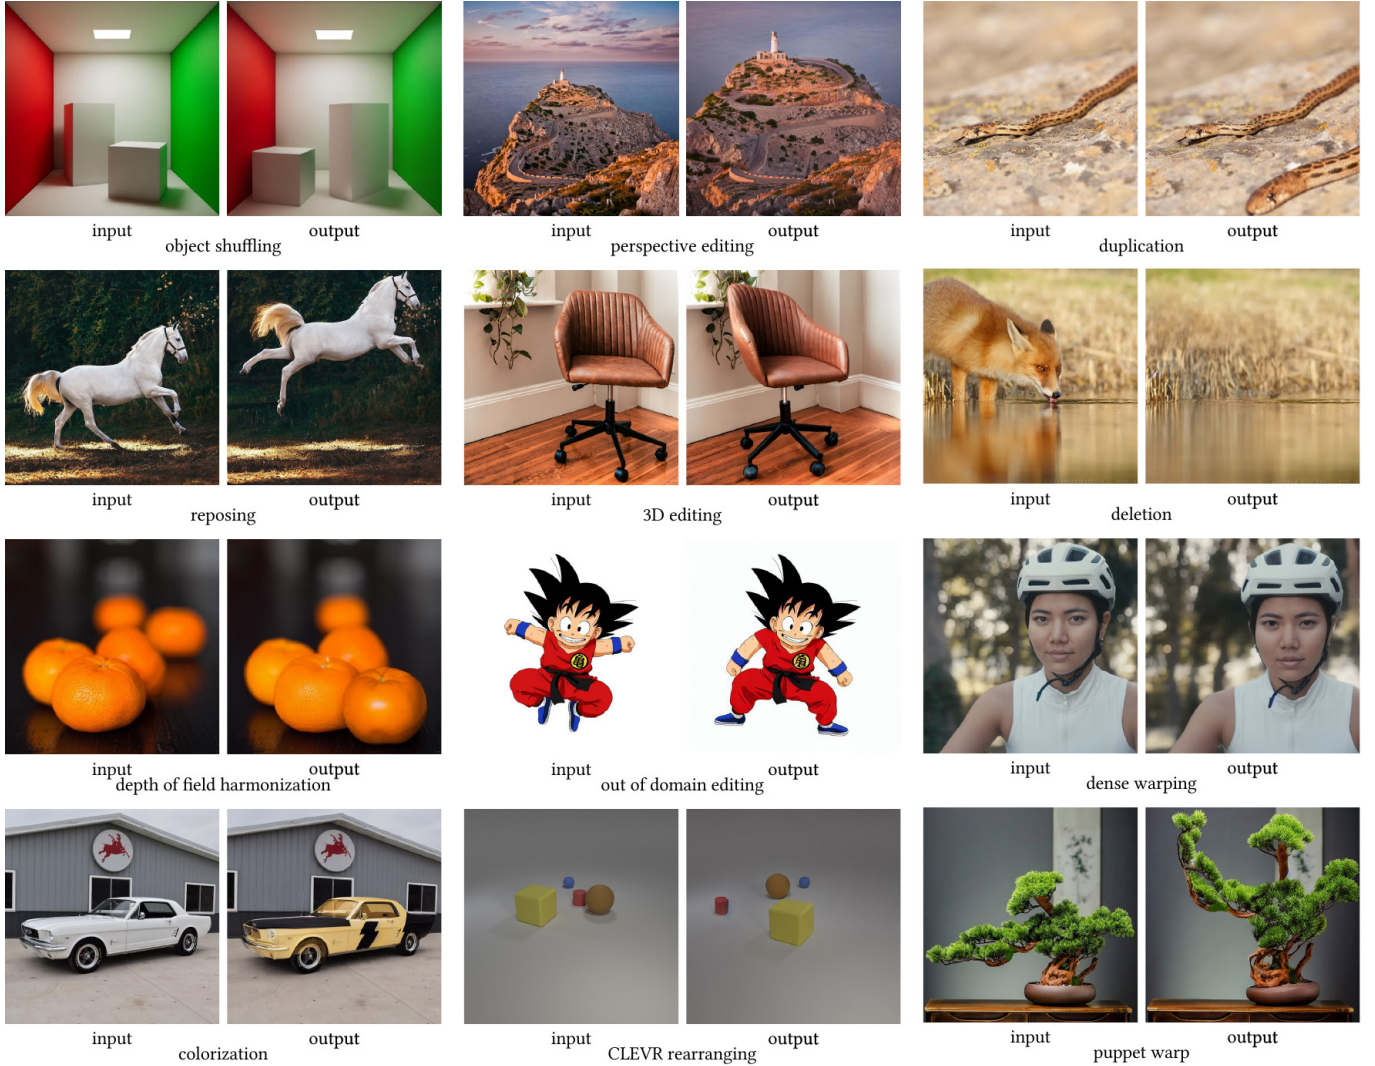 input output
object shuffling
input output
perspective editing
input output
duplication
input output
reposing
input output
3D editing
input output
deletion
input output
depth of field harmonization
input output
out of domain editing
input output
dense warping
input output
colorization
input output
CLEVR rearranging
input output
puppet warp